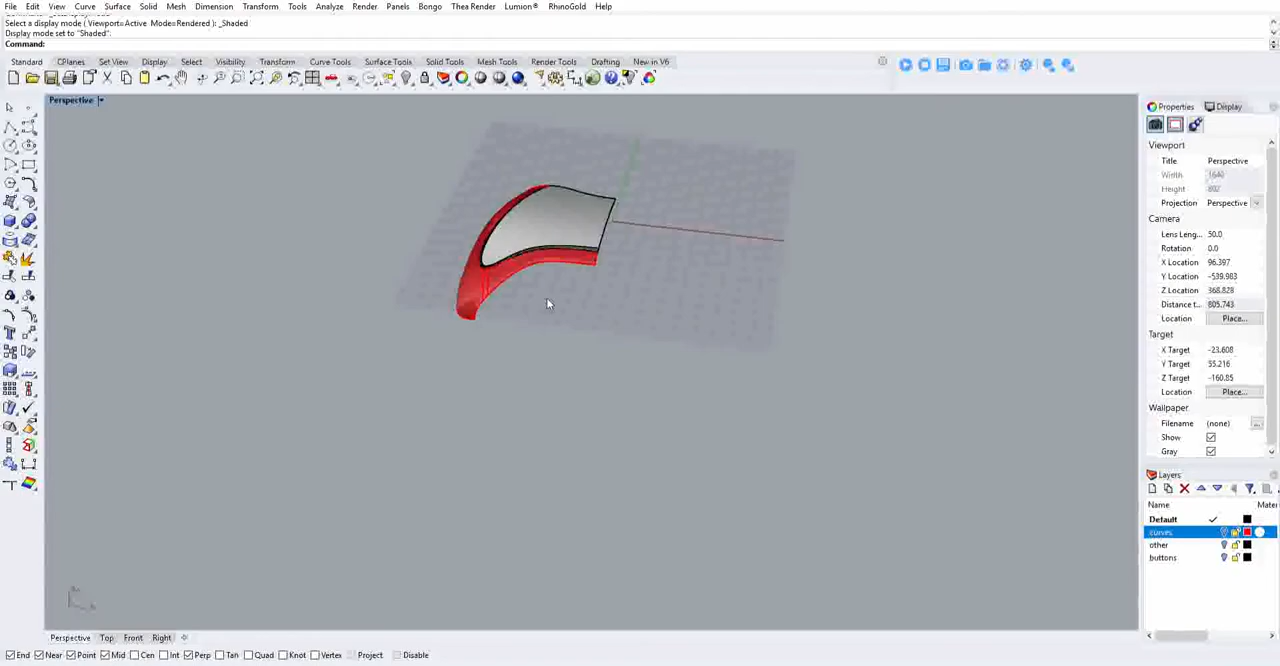 File Edit View Curve Surface Solid Mesh Dimension Transform Tools Analyze Render Panels Bongo Thea Render Lumion® RhinoGold Help
Select a display mode ( Viewport=Active Mode=Rendered ): _Shaded
Display mode set to "Shaded".
Command:
Standard CPlanes Set View Display Select Viewport Layout Visibility Transform Curve Tools Surface Tools Solid Tools Mesh Tools Render Tools Drafting New in V6
Perspective
Properties Display
Viewport
Title Perspective
Width 1640
Height 802
Projection Perspective
Camera
Lens Leng... 50.0
Rotation 0.0
X Location 96.397
Y Location -539.983
Z Location 368.828
Distance t... 805.743
Location Place...
Target
X Target -23.608
Y Target 55.216
Z Target -160.85
Location Place...
Wallpaper
Filename (none)
Show
Gray
Layers
Name Mater
Default
curves
other
buttons
Perspective Top Front Right
End Near Point Mid Cen Int Perp Tan Quad Knot Vertex Project Disable